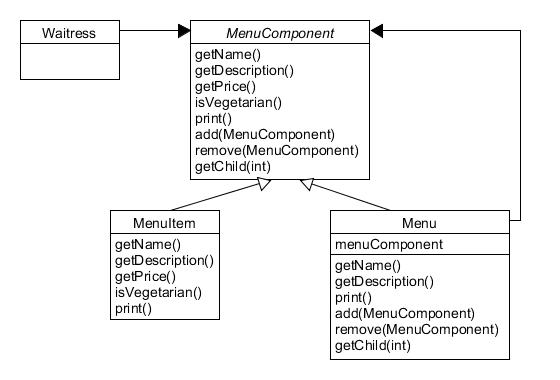 Waitress
MenuComponent
getName()
getDescription()
getPrice()
isVegetarian()
print()
add(MenuComponent)
remove(MenuComponent)
getChild(int)
MenuItem
getName()
getDescription()
getPrice()
isVegetarian()
print()
Menu
menuComponent
getName()
getDescription()
print()
add(MenuComponent)
remove(MenuComponent)
getChild(int)